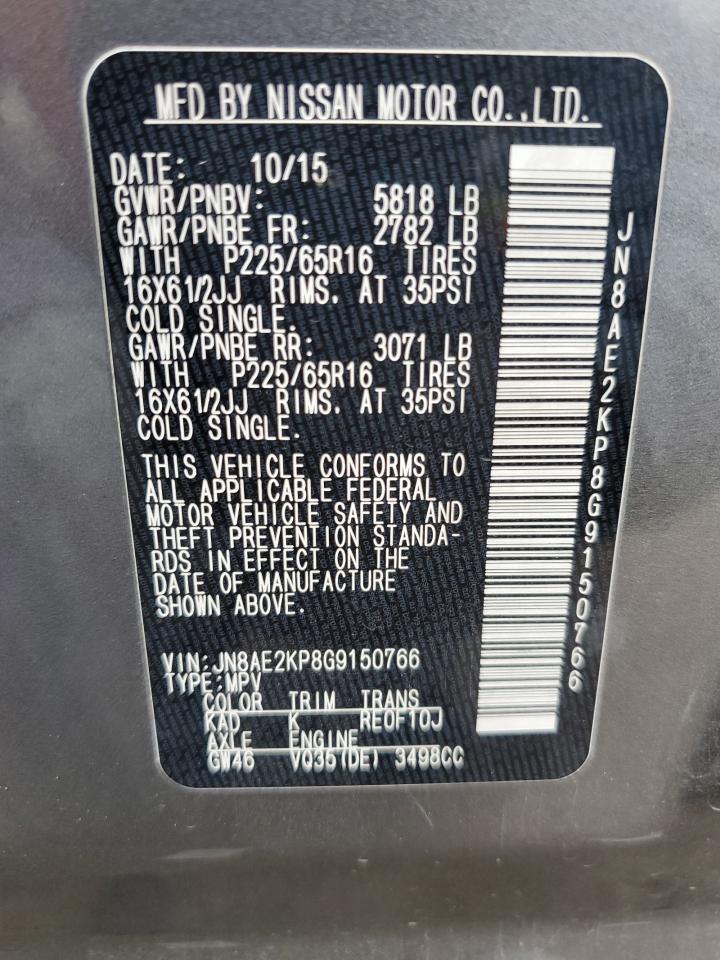 MFD BY NISSAN MOTOR CO.,LTD.
DATE: 10/15
GVWR/PNBV: 5818 LB
GAWR/PNBE FR: 2782 LB
WITH P225/65R16 TIRES
16X61/2JJ RIMS. AT 35PSI
COLD SINGLE.
GAWR/PNBE RR: 3071 LB
WITH P225/65R16 TIRES
16X61/2JJ RIMS. AT 35PSI
COLD SINGLE.
THIS VEHICLE CONFORMS TO
ALL APPLICABLE FEDERAL
MOTOR VEHICLE SAFETY AND
THEFT PREVENTION STANDA-
RDS IN EFFECT ON THE
DATE OF MANUFACTURE
SHOWN ABOVE.
VIN:JN8AE2KP8G9150766
TYPE:MPV
COLOR TRIM TRANS
KAD K RE0F10J
AXLE ENGINE
GW46 VQ35(DE) 3498CC
JN8AE2KP8G9150766